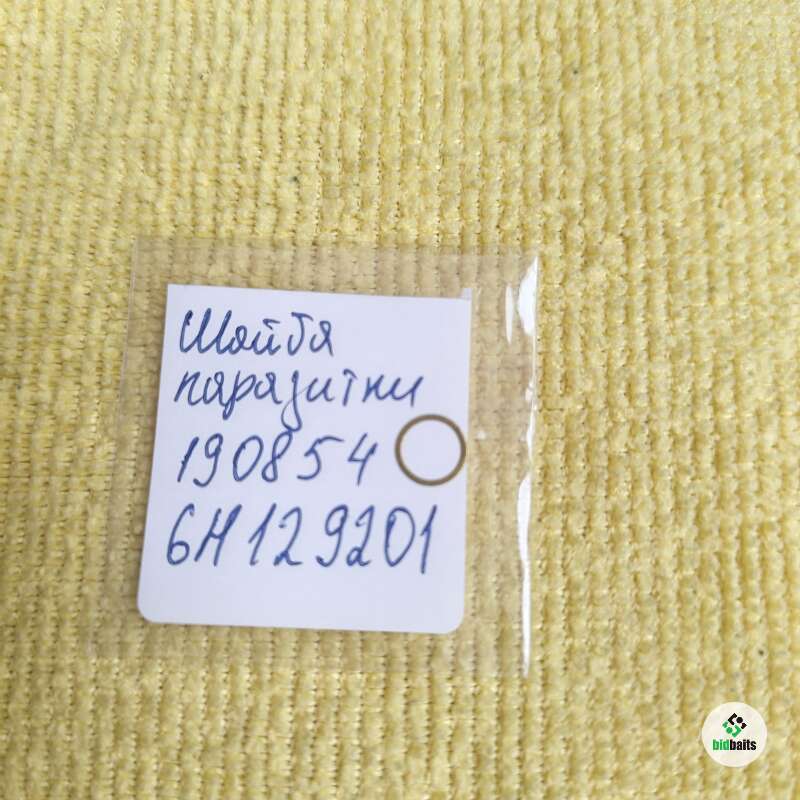 Шайба
паразитки
190854
6H129201
bidbaits